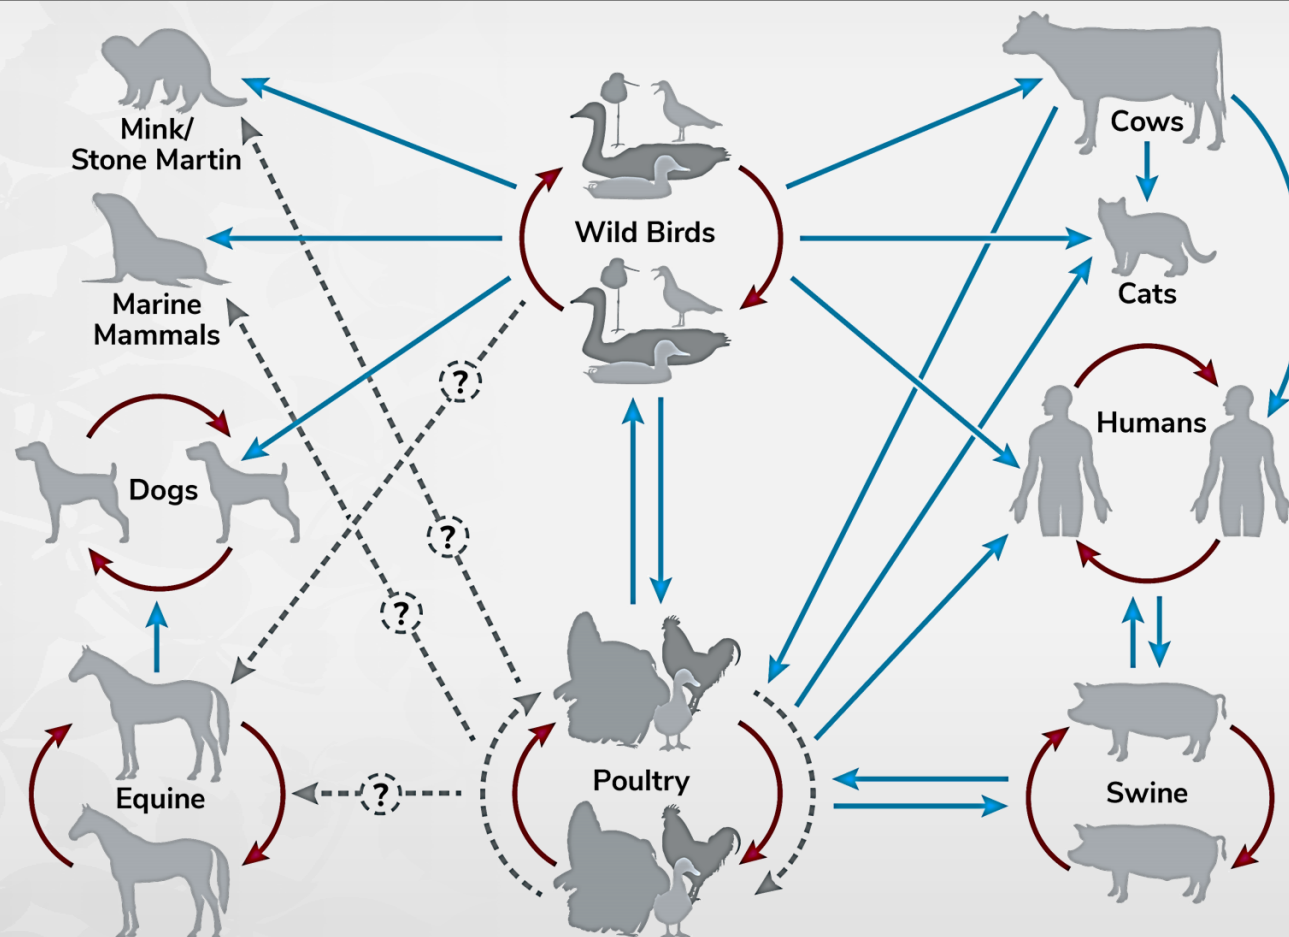 Mink/
Stone Martin
Cows
Wild Birds
Cats
Marine
Mammals
?
Humans
Dogs
?
?
Poultry
Swine
Equine
?